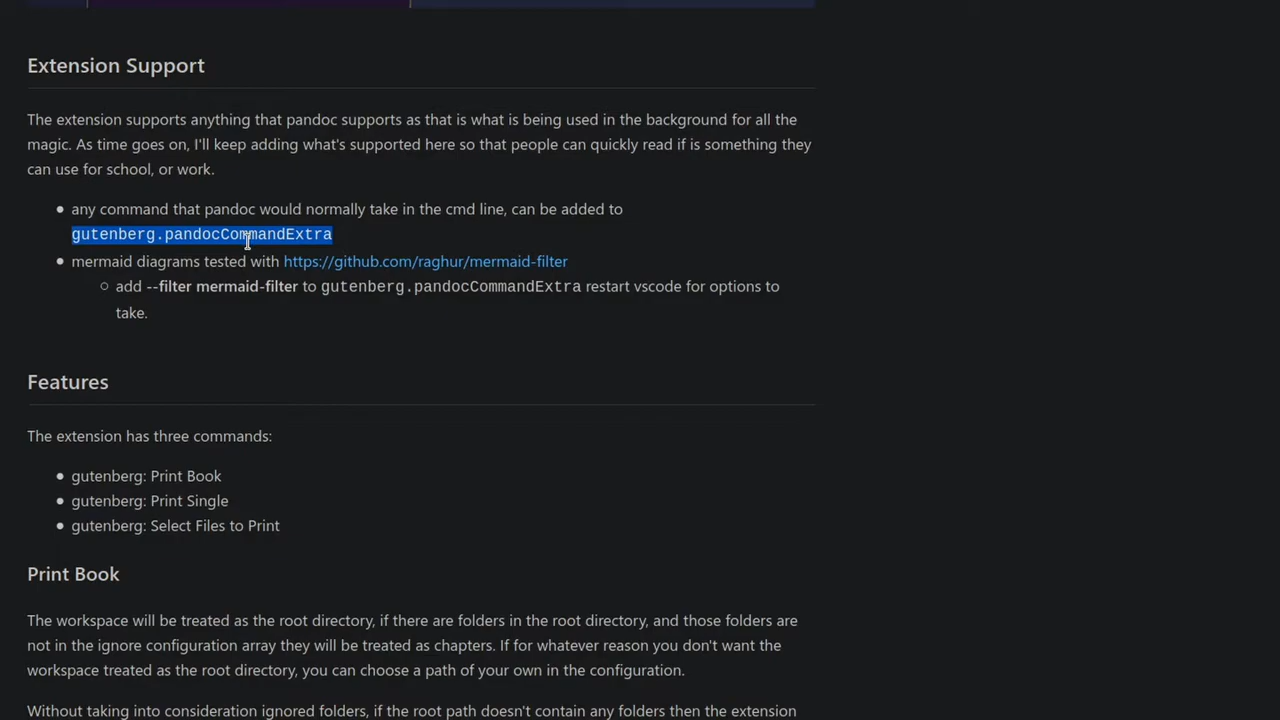 Extension Support
The extension supports anything that pandoc supports as that is what is being used in the background for all the
magic. As time goes on, I'll keep adding what's supported here so that people can quickly read if is something they
can use for school, or work.
any command that pandoc would normally take in the cmd line, can be added to
gutenberg.pandocCommandExtra
mermaid diagrams tested with https://github.com/raghur/mermaid-filter
add --filter mermaid-filter to gutenberg.pandocCommandExtra restart vscode for options to
take.
Features
The extension has three commands:
gutenberg: Print Book
gutenberg: Print Single
gutenberg: Select Files to Print
Print Book
The workspace will be treated as the root directory, if there are folders in the root directory, and those folders are
not in the ignore configuration array they will be treated as chapters. If for whatever reason you don't want the
workspace treated as the root directory, you can choose a path of your own in the configuration.
Without taking into consideration ignored folders, if the root path doesn't contain any folders then the extension